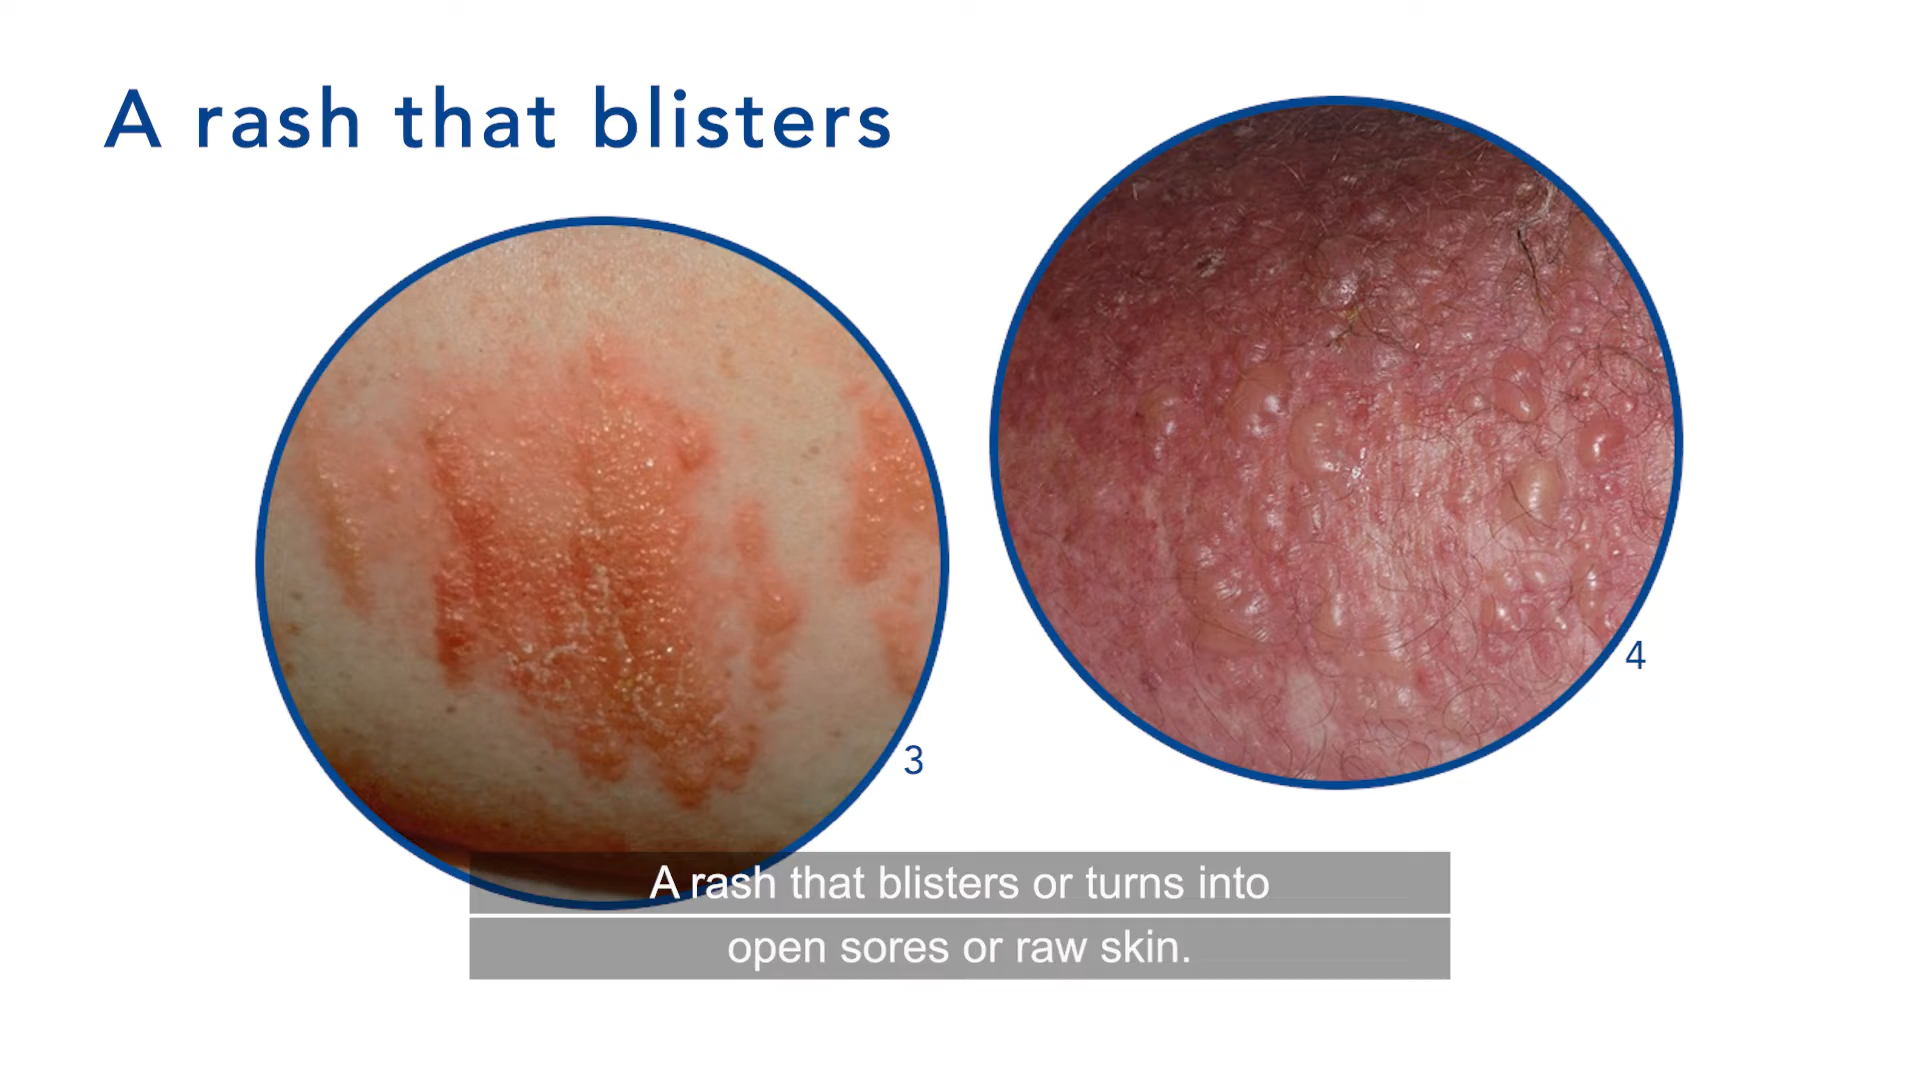 A rash that blisters
3
4
A rash that blisters or turns into
open sores or raw skin.